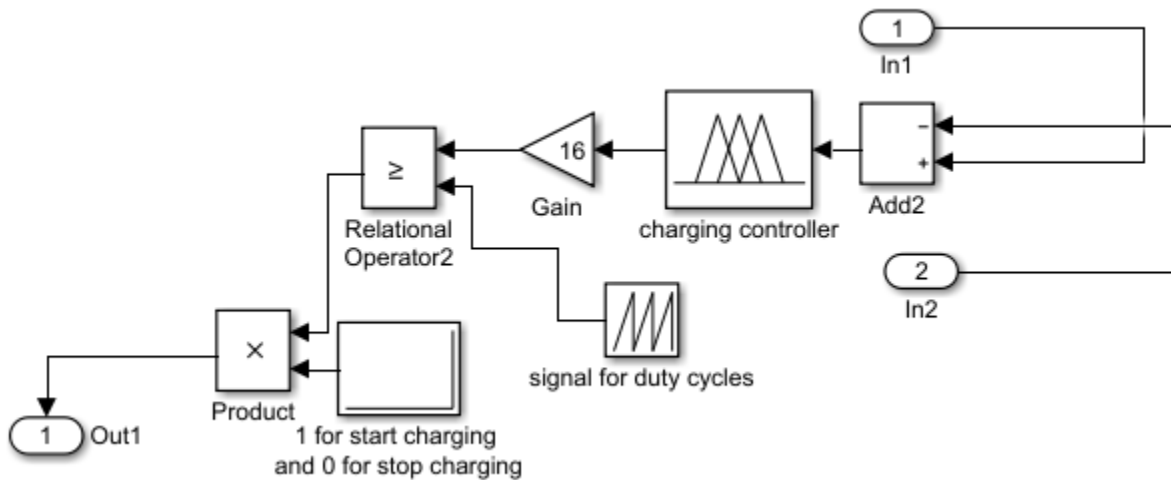 1
In1
−
+
Add2
charging controller
16
Gain
≥
Relational
Operator2
2
In2
signal for duty cycles
×
Product
1 for start charging
and 0 for stop charging
1
Out1